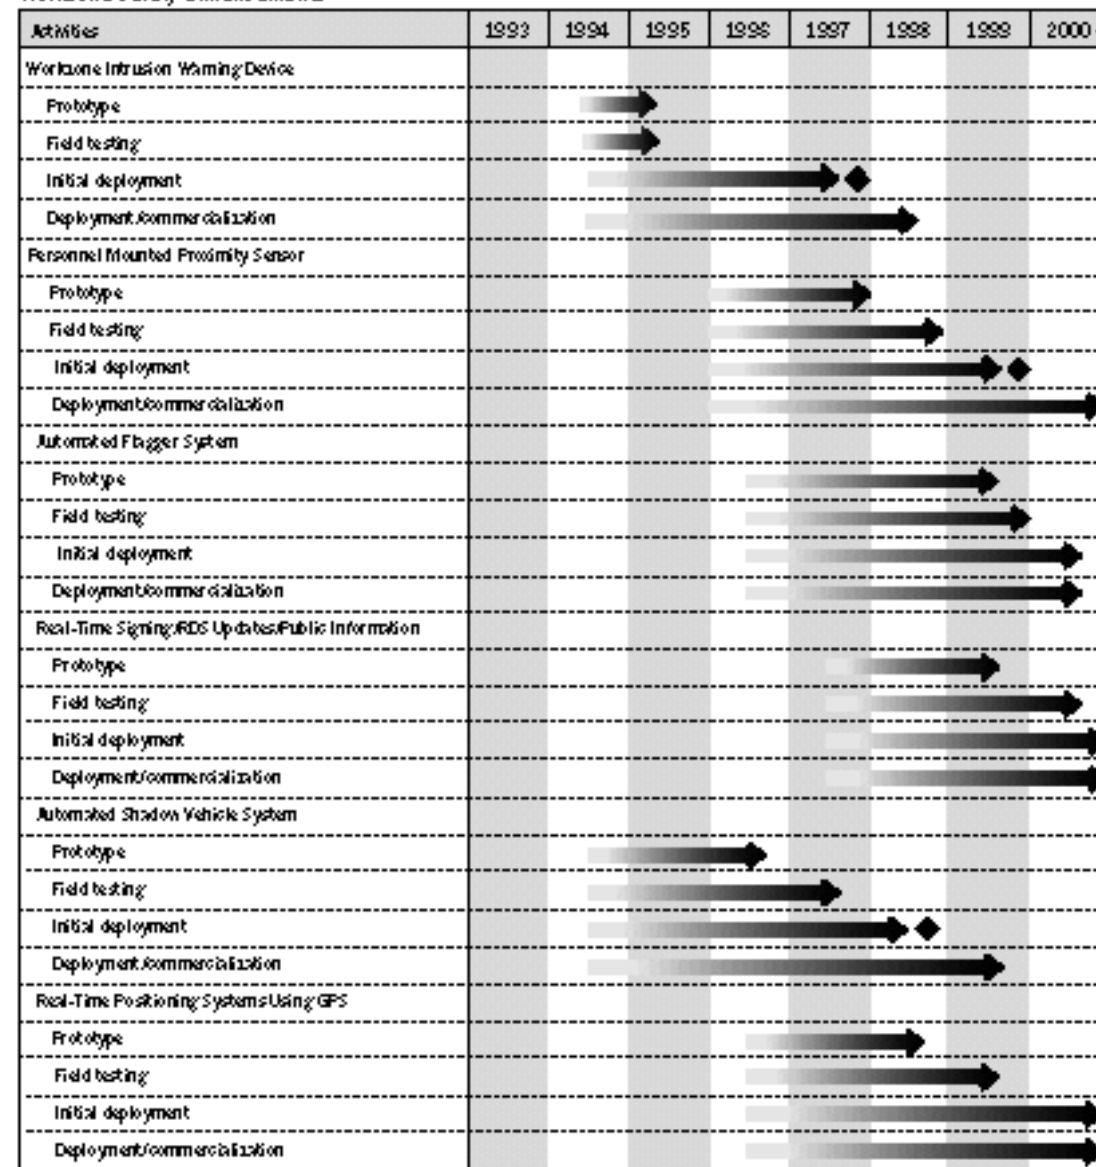 Activities 1993 1994 1995 1996 1997 1998 1999 2000
Workzone Intrusion Warning Device
Prototype
Field testing
Initial deployment
Deployment/commercialization
Personnel Mounted Proximity Sensor
Prototype
Field testing
Initial deployment
Deployment/commercialization
Automated Flagger System
Prototype
Field testing
Initial deployment
Deployment/commercialization
Real-Time Signing/RDS Updates/Public Information
Prototype
Field testing
Initial deployment
Deployment/commercialization
Automated Shadow Vehicle System
Prototype
Field testing
Initial deployment
Deployment/commercialization
Real-Time Positioning Systems Using GPS
Prototype
Field testing
Initial deployment
Deployment/commercialization